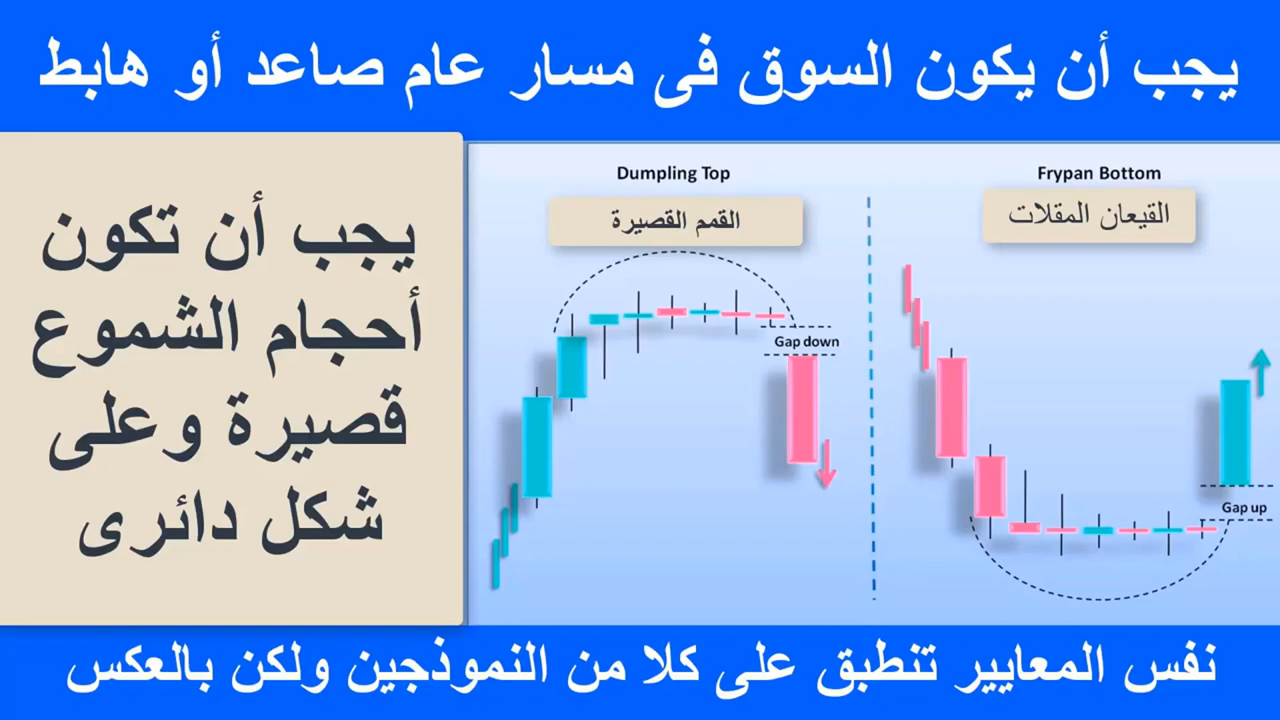 يجب أن يكون السوق فى مسار عام صاعد أو هابط
يجب أن تكون
أحجام الشموع
قصيرة وعلى
شكل دائرى
Dumpling Top
القمم القصيرة
Gap down
Frypan Bottom
القيعان المقلات
Gap up
نفس المعايير تنطبق على كلا من النموذجين ولكن بالعكس